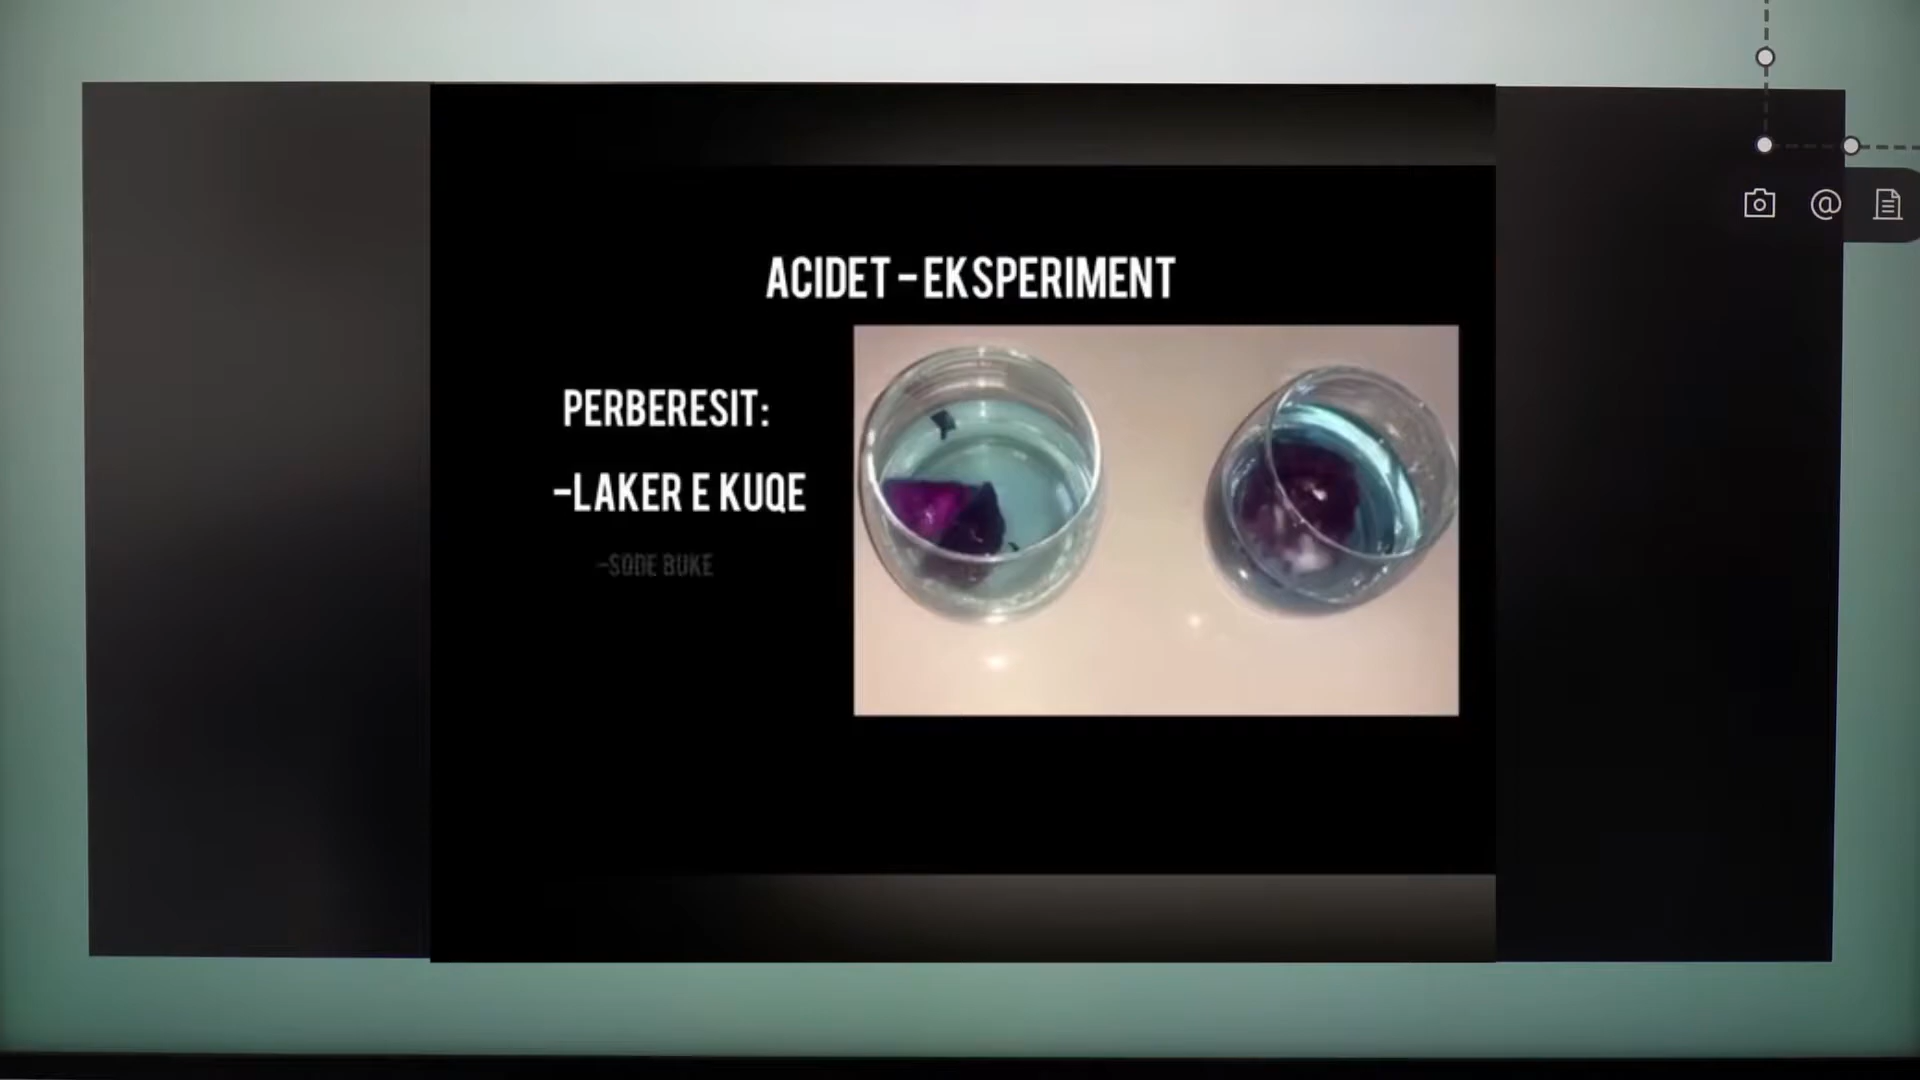 ACIDET - EKSPERIMENT
PERBERESIT:
-LAKER E KUQE
-SODE BUKE